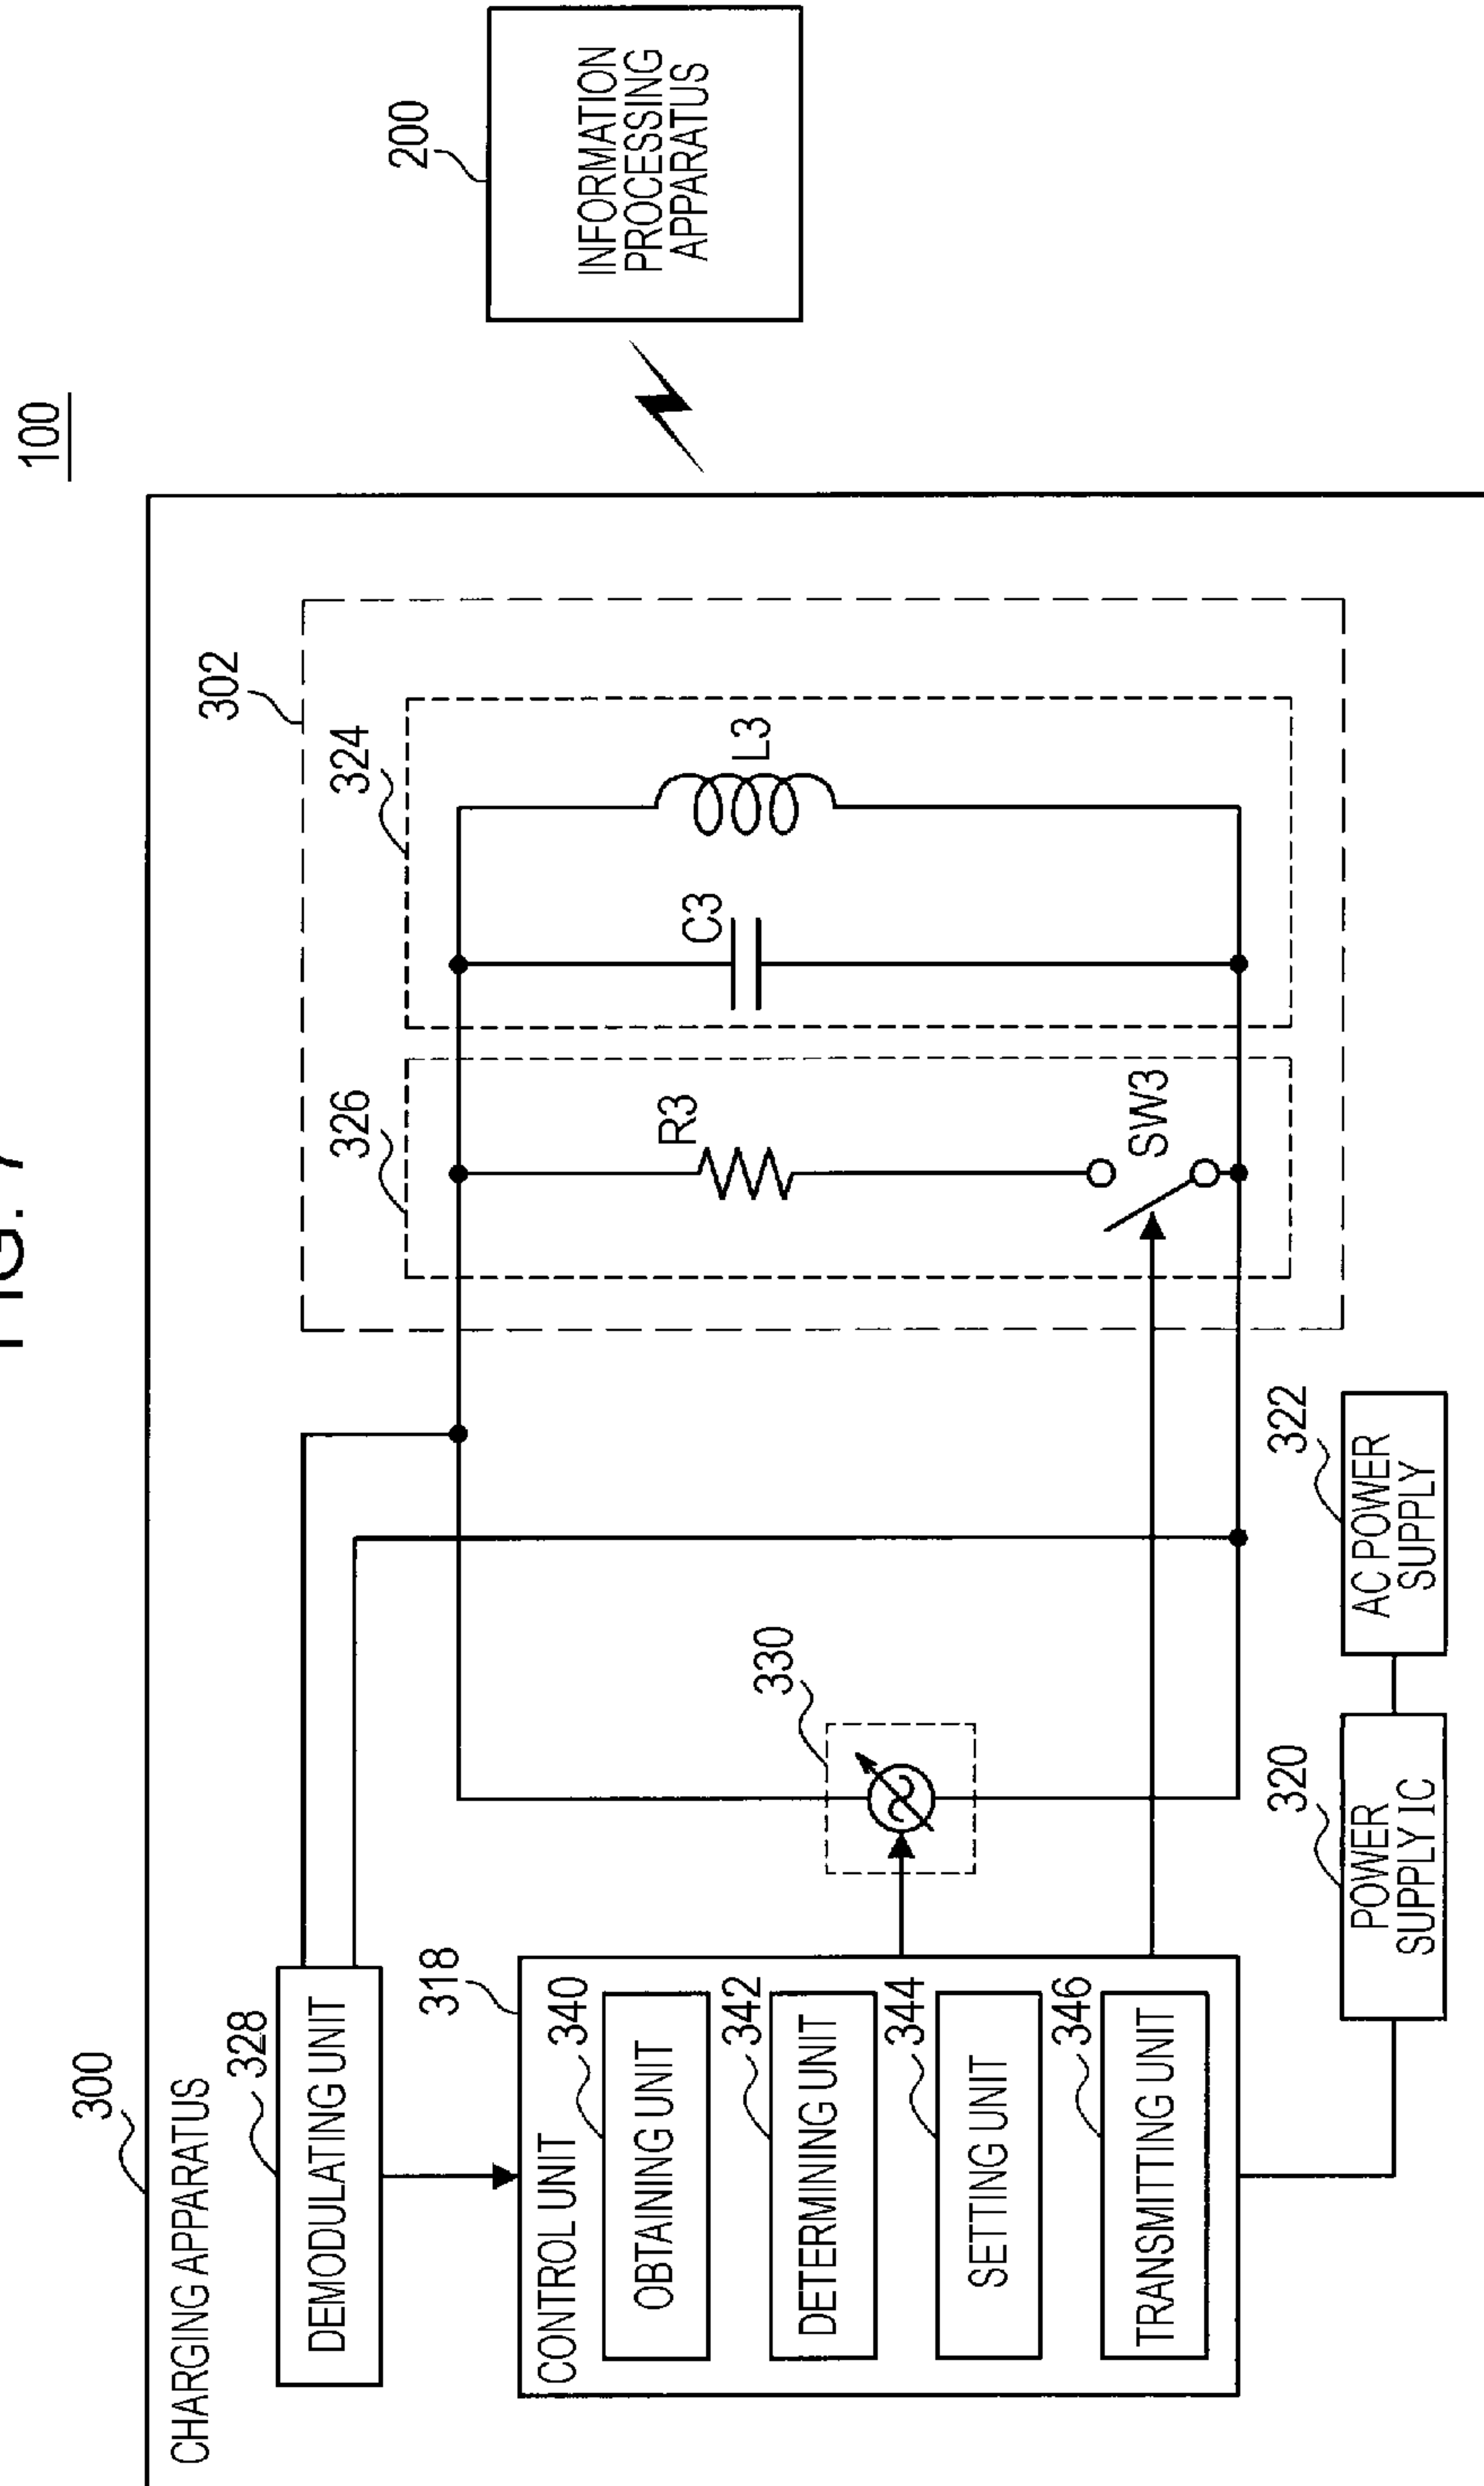 FIG. 7
100
300
CHARGING APPARATUS
328
DEMODULATING UNIT
318
CONTROL UNIT
340
OBTAINING UNIT
342
DETERMINING UNIT
344
SETTING UNIT
346
TRANSMITTING UNIT
330
320
POWER
SUPPLY IC
322
AC POWER
SUPPLY
302
326
R3
SW3
324
C3
L3
200
INFORMATION
PROCESSING
APPARATUS